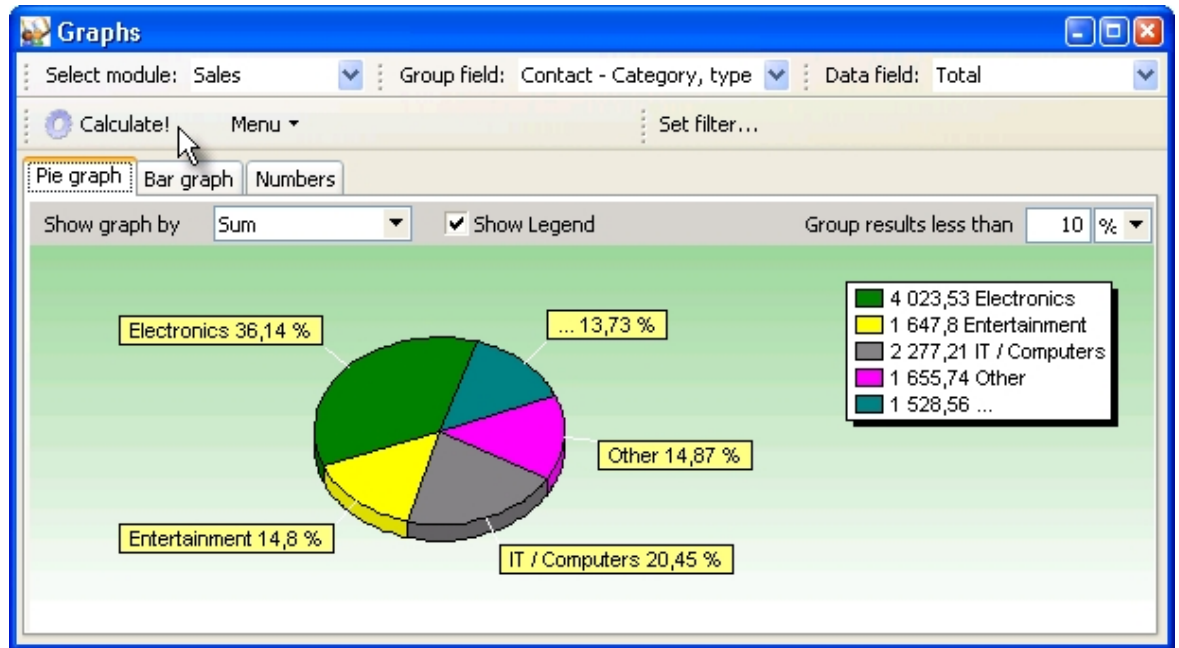 Graphs
Select module: Sales Group field: Contact - Category, type Data field: Total
Calculate! Menu Set filter...
Pie graph Bar graph Numbers
Show graph by Sum Show Legend Group results less than 10 %
4 023,53 Electronics
1 647,8 Entertainment
2 277,21 IT / Computers
1 655,74 Other
1 528,56 ...
Electronics 36,14 %
... 13,73 %
Other 14,87 %
Entertainment 14,8 %
IT / Computers 20,45 %